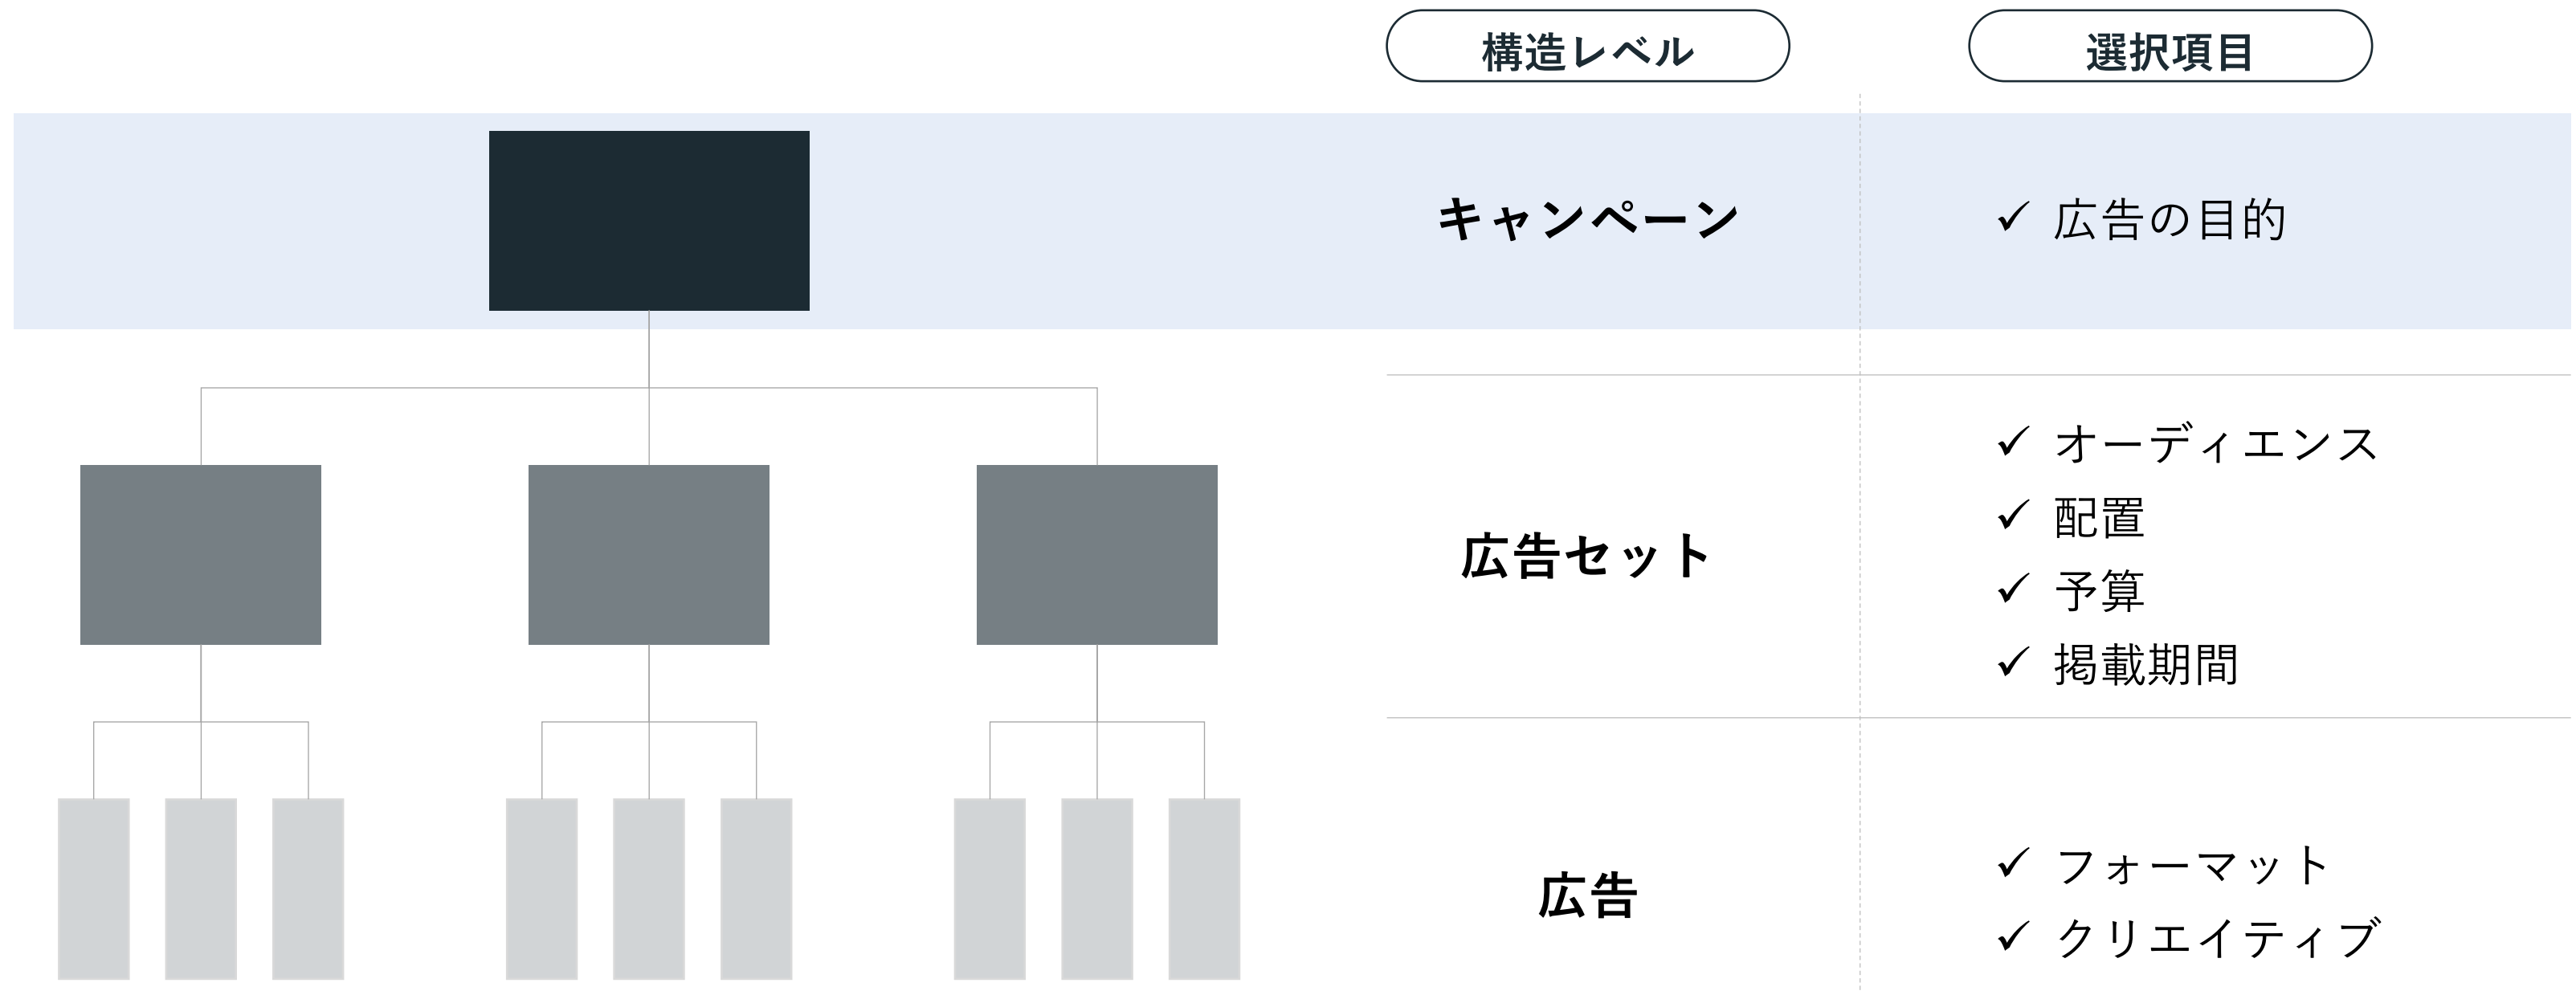 構造レベル
選択項目
キャンペーン
✓ 広告の目的
広告セット
✓ オーディエンス
✓ 配置
✓ 予算
✓ 掲載期間
広告
✓ フォーマット
✓ クリエイティブ